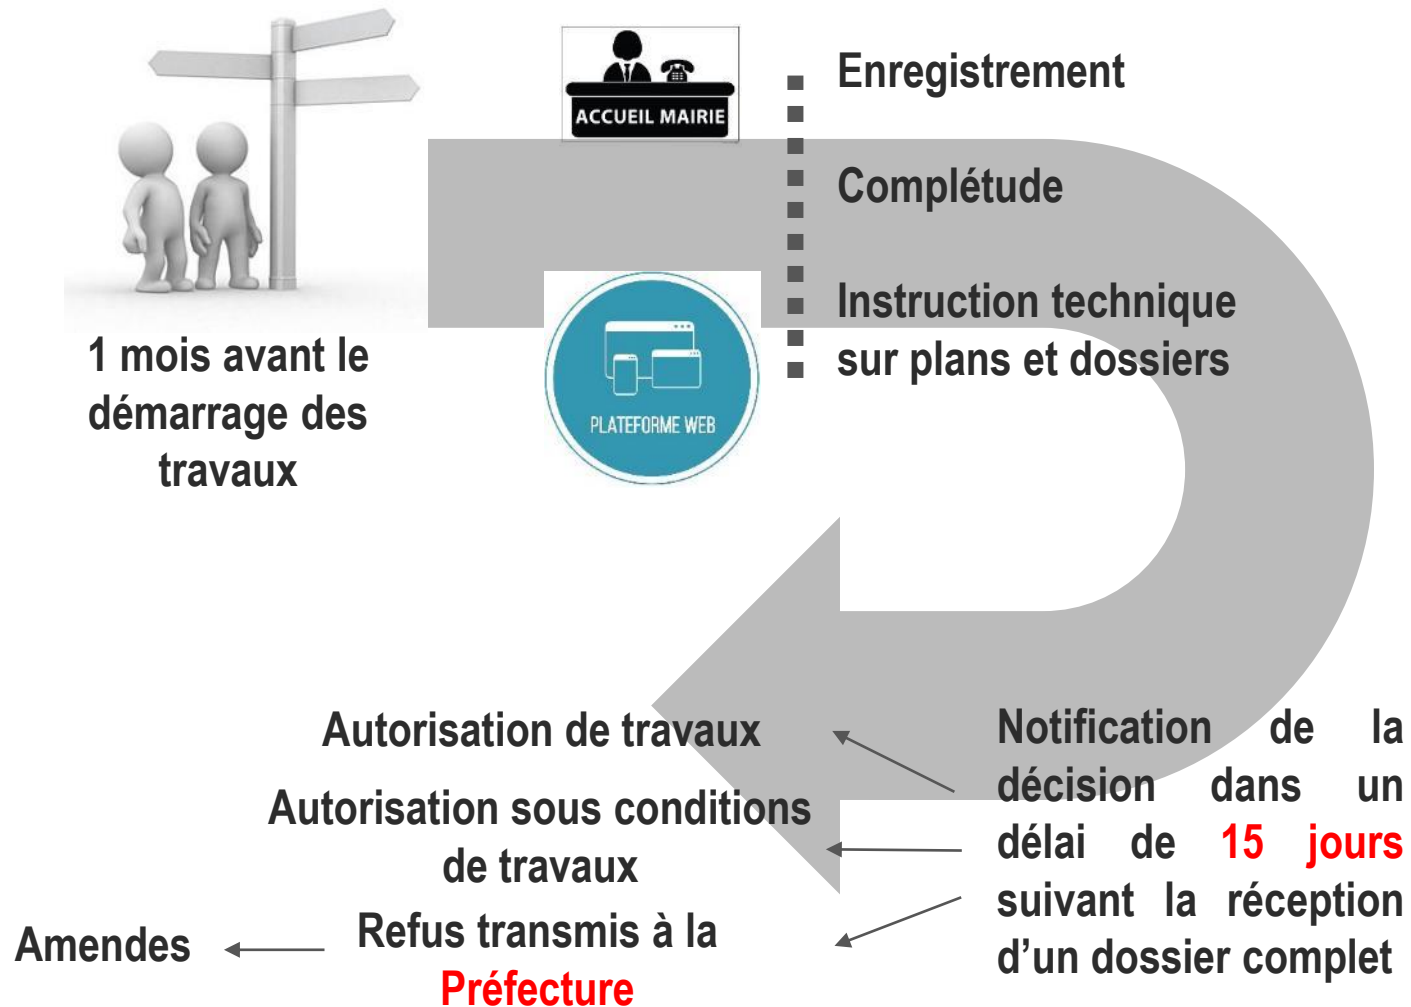 ACCUEIL MAIRIE
Enregistrement
Complétude
Instruction technique
sur plans et dossiers
PLATEFORME WEB
1 mois avant le
démarrage des
travaux
Autorisation de travaux
Autorisation sous conditions
de travaux
Refus transmis à la
Préfecture
Amendes
Notification de la
décision dans un
délai de 15 jours
suivant la réception
d’un dossier complet